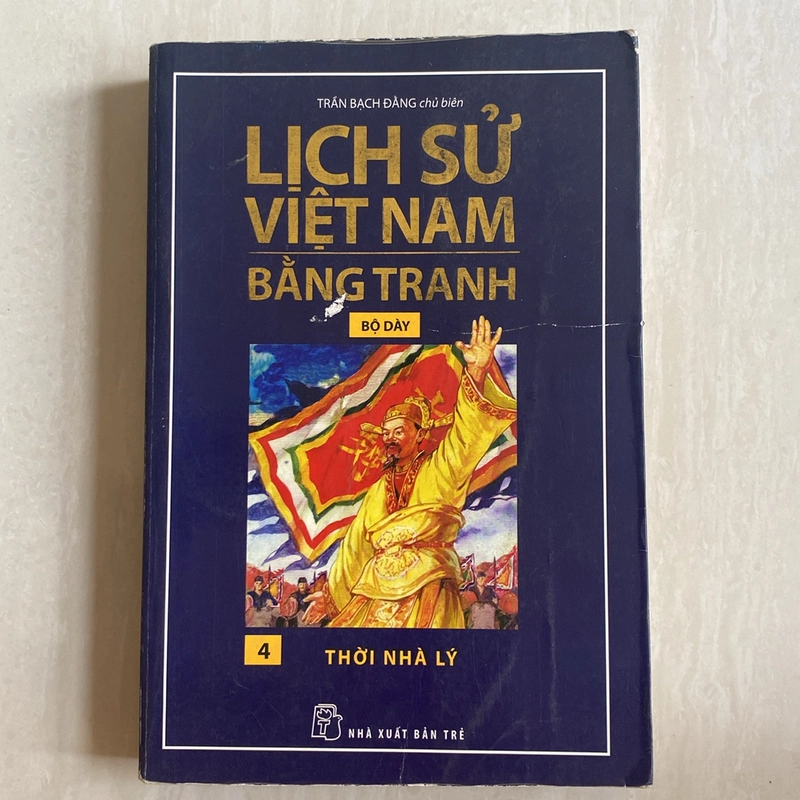 TRẦN BẠCH ĐẰNG chủ biên
LỊCH SỬ
VIỆT NAM
BẰNG TRANH
BỘ DÀY
4 THỜI NHÀ LÝ
NHÀ XUẤT BẢN TRẺ